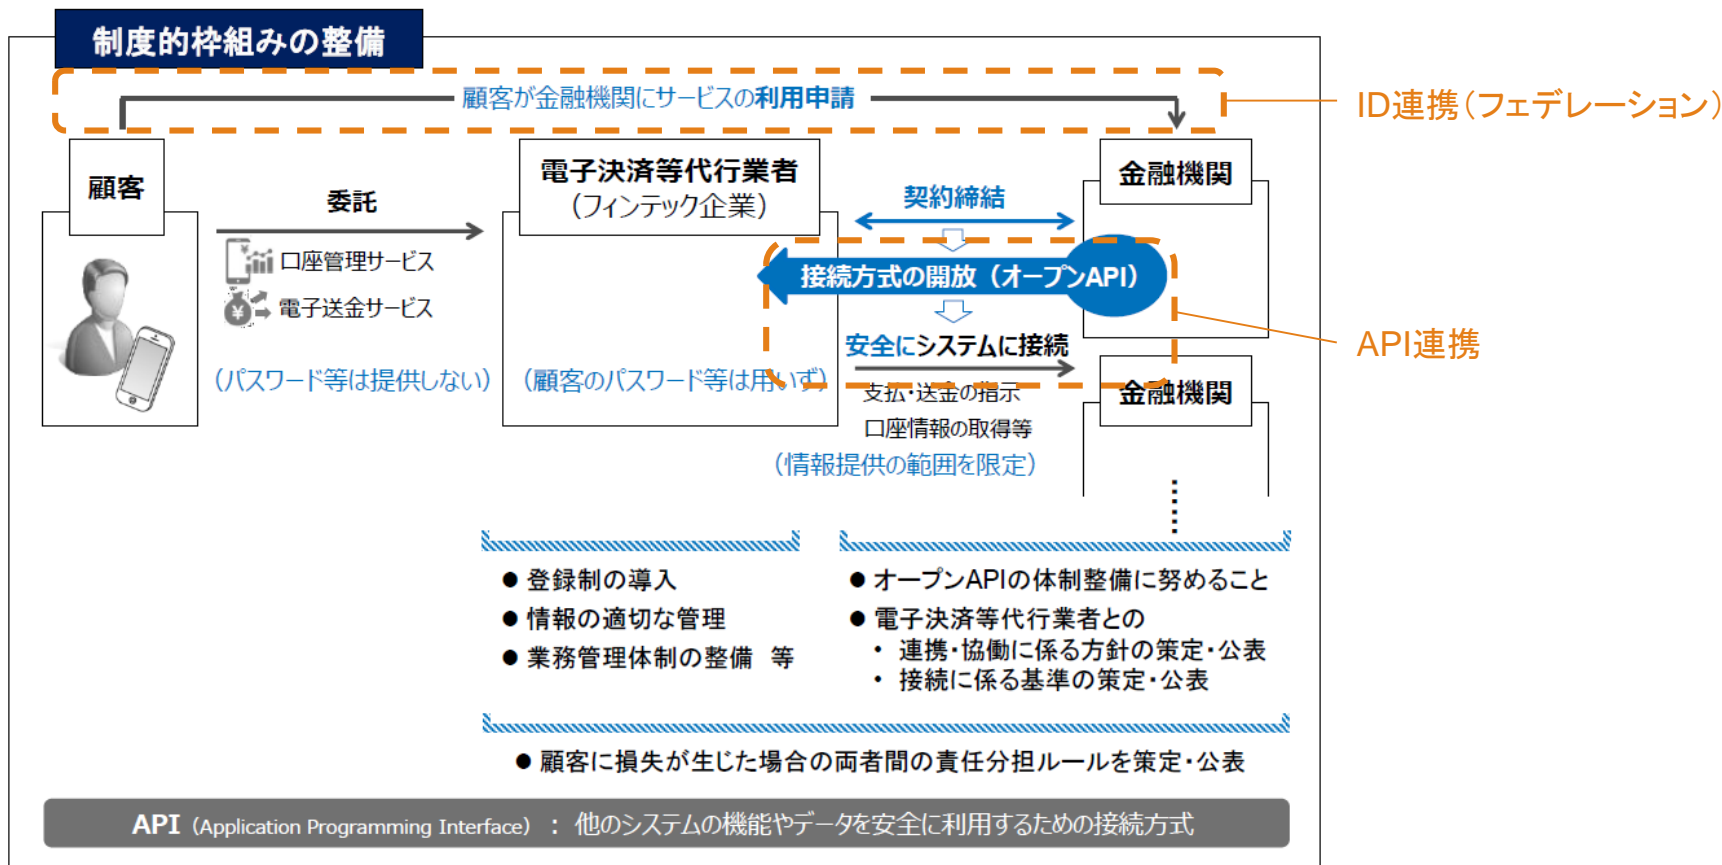 制度的枠組みの整備
顧客が金融機関にサービスの利用申請
ID連携（フェデレーション）
顧客
委託
口座管理サービス
電子送金サービス
（パスワード等は提供しない）
電子決済等代行業者
（フィンテック企業）
（顧客のパスワード等は用いず）
契約締結
接続方式の開放（オープンAPI）
安全にシステムに接続
支払・送金の指示
口座情報の取得等
（情報提供の範囲を限定）
金融機関
API連携
金融機関
● 登録制の導入
● 情報の適切な管理
● 業務管理体制の整備 等
● オープンAPIの体制整備に努めること
● 電子決済等代行業者との
・ 連携・協働に係る方針の策定・公表
・ 接続に係る基準の策定・公表
● 顧客に損失が生じた場合の両者間の責任分担ルールを策定・公表
API（Application Programming Interface）：他のシステムの機能やデータを安全に利用するための接続方式